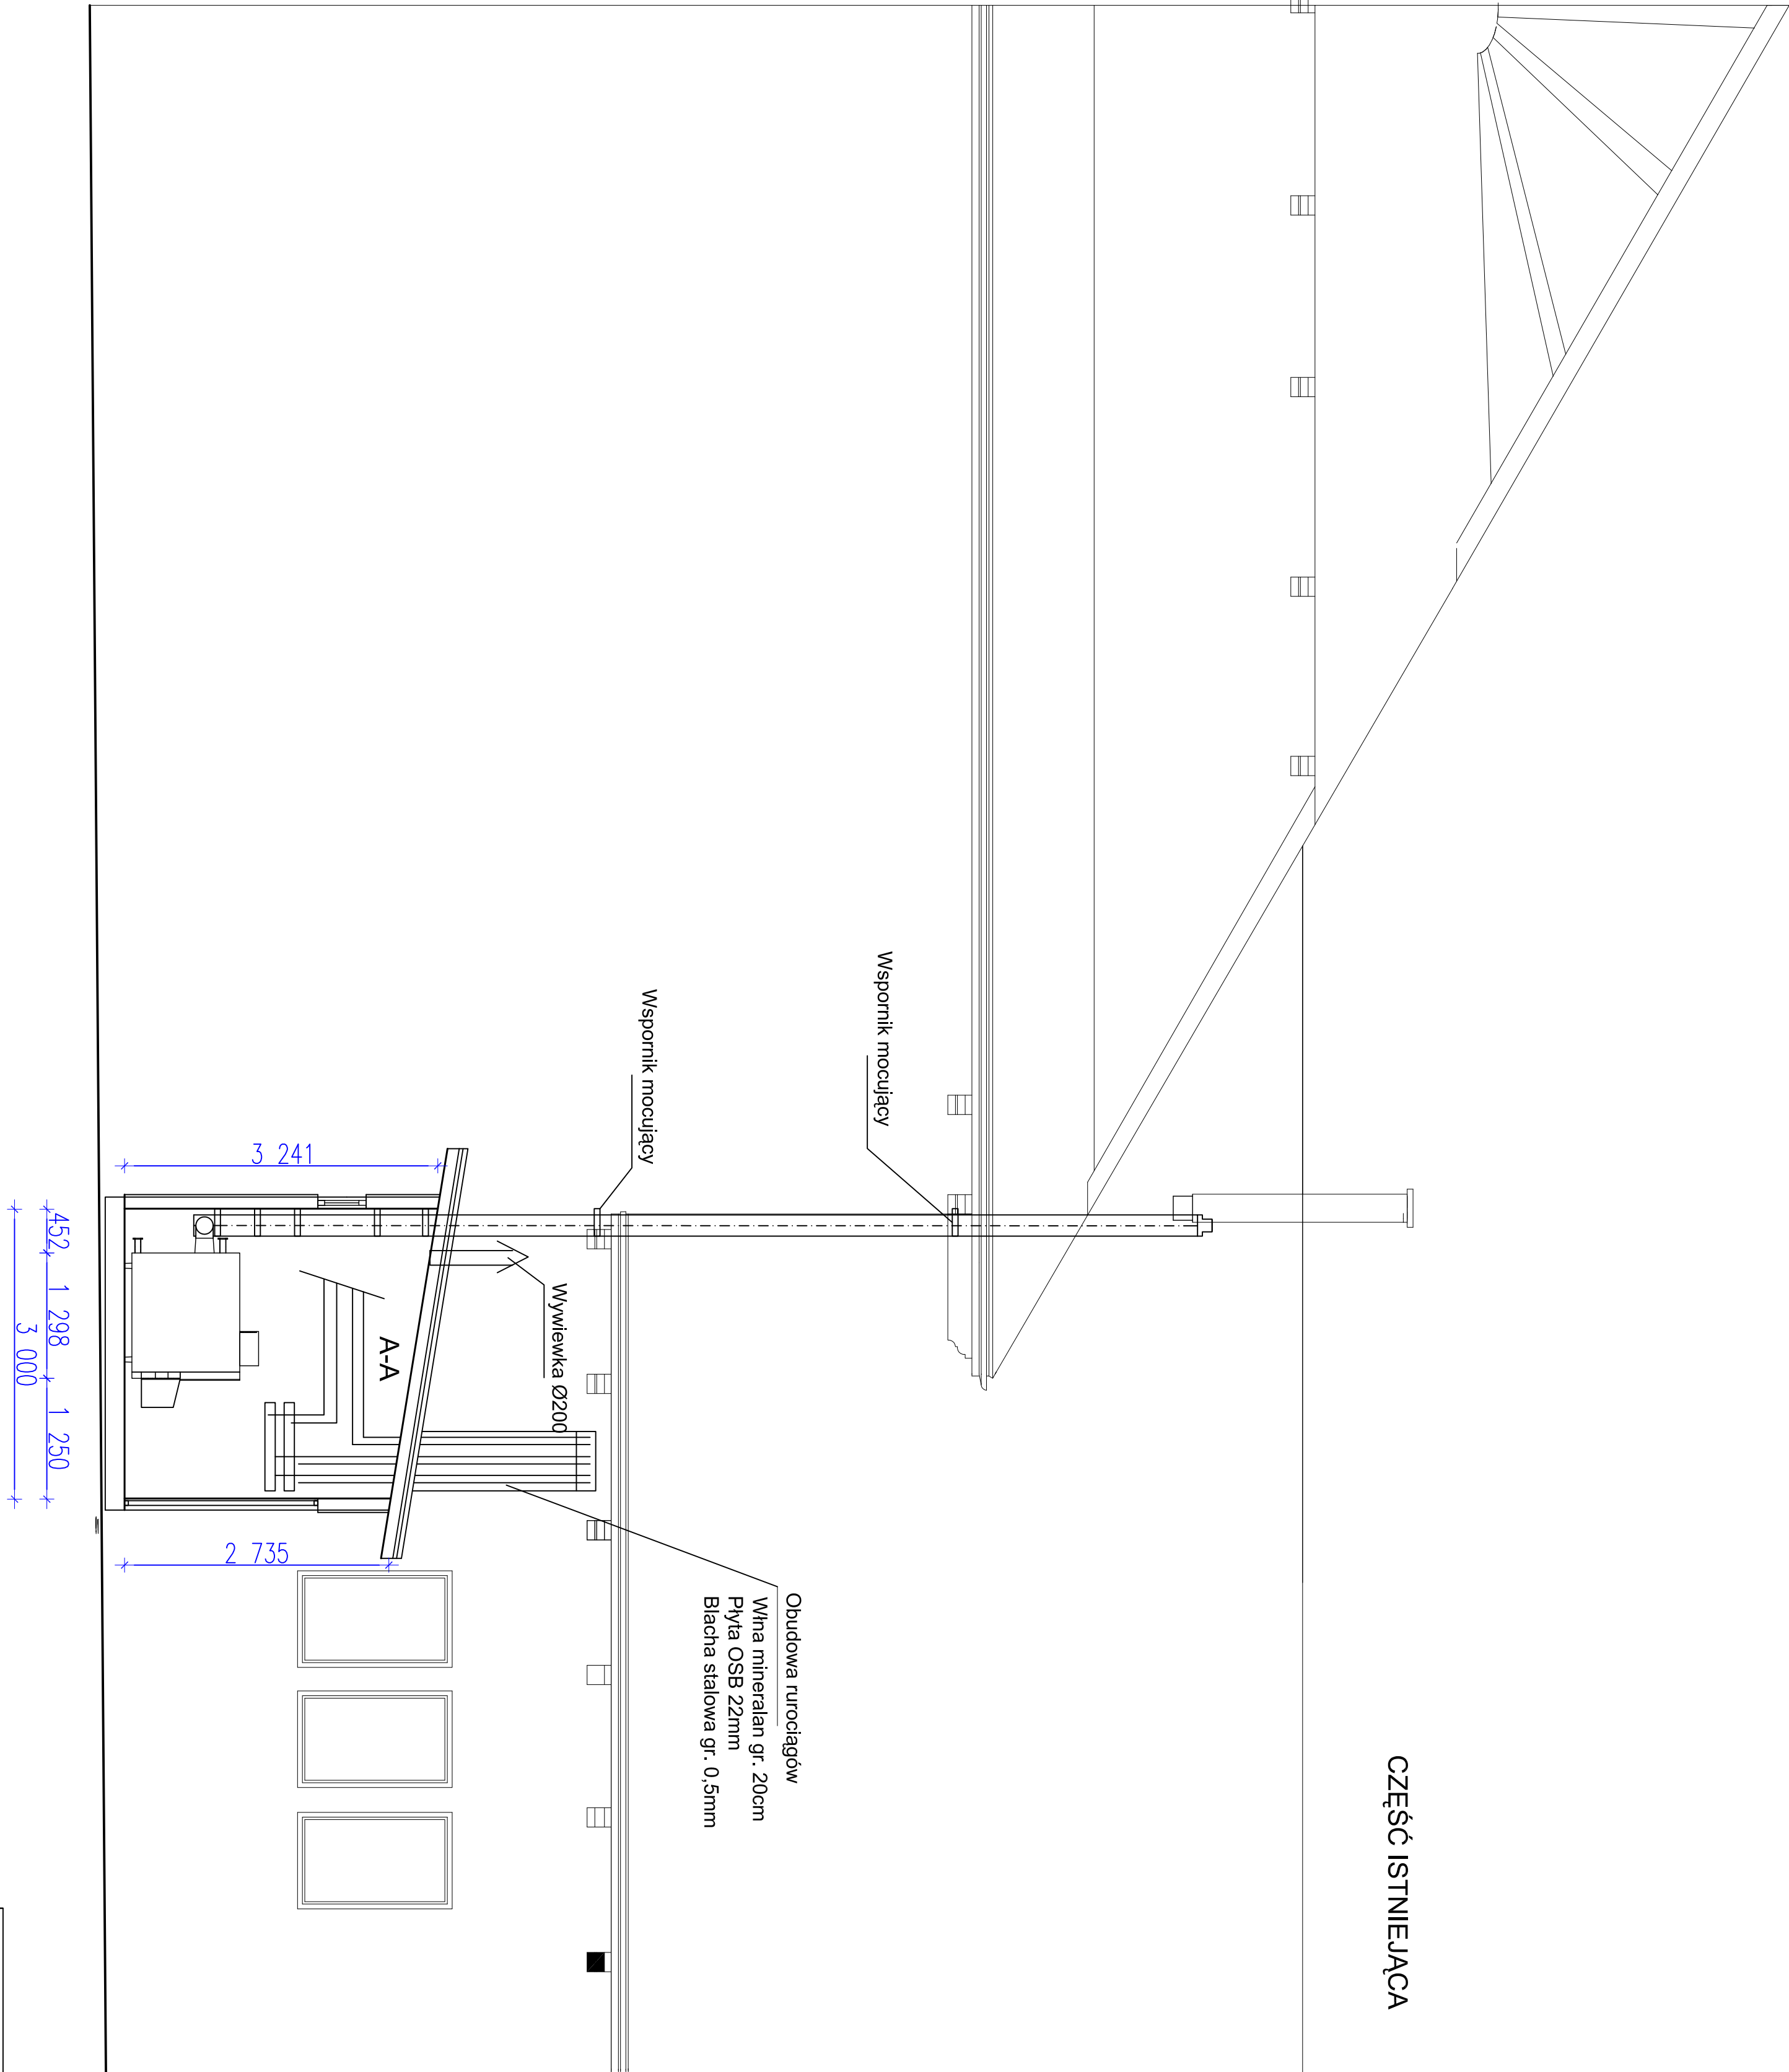 CZĘŚĆ ISTNIEJĄCA
Wspornik mocujący
Wspornik mocujący
Obudowa rurociągów
Włna mineralan gr. 20cm
Płyta OSB 22mm
Blacha stalowa gr. 0,5mm
Wywiewka Ø200
A-A
3 241
2 735
452
1 298
1 250
3 000